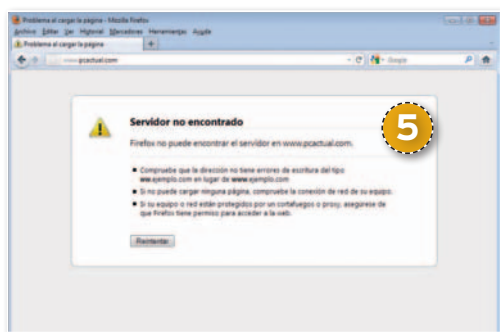 Problema al cargar la página - Mozilla Firefox
Archivo Editar Ver Historial Marcadores Herramientas Ayuda
Problema al cargar la página +
www.pcactual.com Google
Servidor no encontrado
5
Firefox no puede encontrar el servidor en www.pcactual.com.
Compruebe que la dirección no tiene errores de escritura del tipo
ww.ejemplo.com en lugar de www.ejemplo.com
Si no puede cargar ninguna página, compruebe la conexión de red de su equipo.
Si su equipo o red están protegidos por un cortafuegos o proxy, asegúrese de
que Firefox tiene permiso para acceder a la web.
Reintentar